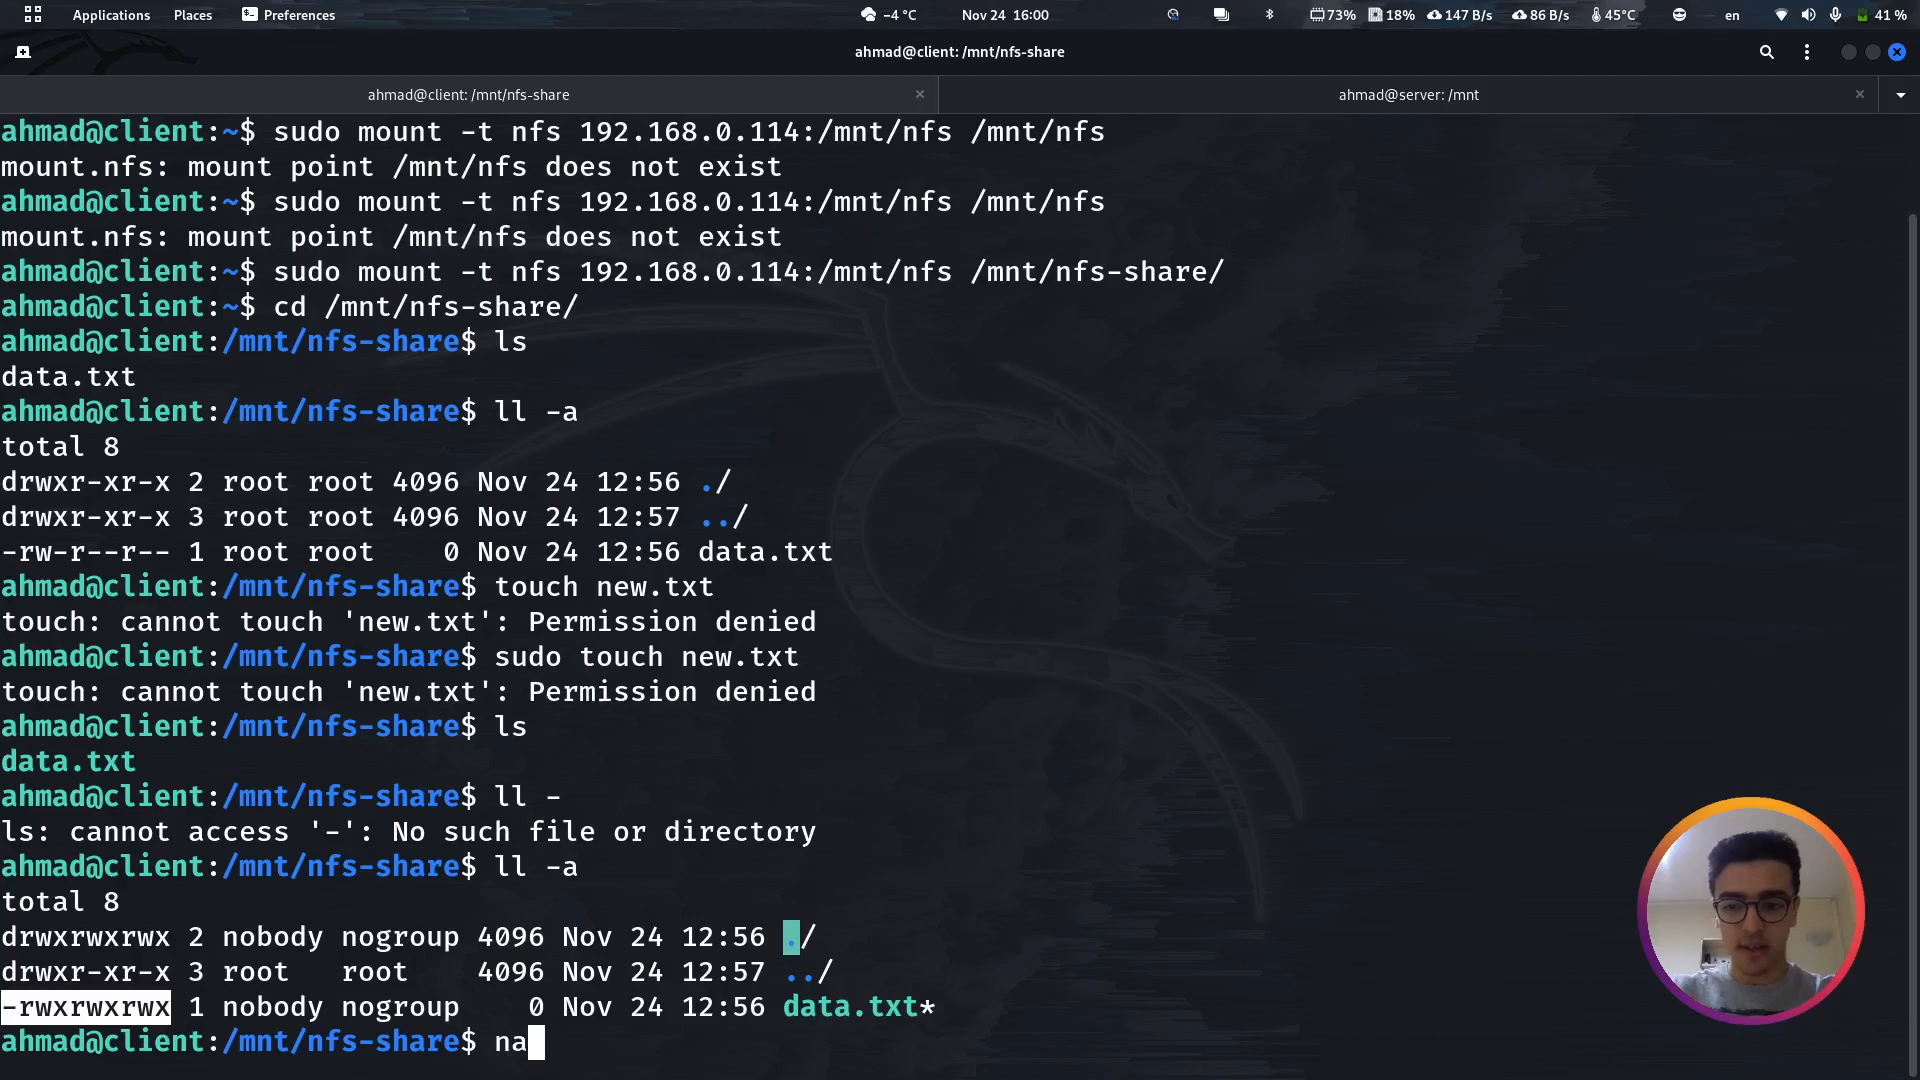 Applications Places Preferences -4 °C Nov 24 16:00 73% 18% 147 B/s 86 B/s 45°C en 41 %
ahmad@client: /mnt/nfs-share
ahmad@client: /mnt/nfs-share × ahmad@server: /mnt ×
ahmad@client:~$ sudo mount -t nfs 192.168.0.114:/mnt/nfs /mnt/nfs
mount.nfs: mount point /mnt/nfs does not exist
ahmad@client:~$ sudo mount -t nfs 192.168.0.114:/mnt/nfs /mnt/nfs
mount.nfs: mount point /mnt/nfs does not exist
ahmad@client:~$ sudo mount -t nfs 192.168.0.114:/mnt/nfs /mnt/nfs-share/
ahmad@client:~$ cd /mnt/nfs-share/
ahmad@client:/mnt/nfs-share$ ls
data.txt
ahmad@client:/mnt/nfs-share$ ll -a
total 8
drwxr-xr-x 2 root root 4096 Nov 24 12:56 ./
drwxr-xr-x 3 root root 4096 Nov 24 12:57 ../
-rw-r--r-- 1 root root    0 Nov 24 12:56 data.txt
ahmad@client:/mnt/nfs-share$ touch new.txt
touch: cannot touch 'new.txt': Permission denied
ahmad@client:/mnt/nfs-share$ sudo touch new.txt
touch: cannot touch 'new.txt': Permission denied
ahmad@client:/mnt/nfs-share$ ls
data.txt
ahmad@client:/mnt/nfs-share$ ll -
ls: cannot access '-': No such file or directory
ahmad@client:/mnt/nfs-share$ ll -a
total 8
drwxrwxrwx 2 nobody nogroup 4096 Nov 24 12:56 ./
drwxr-xr-x 3 root   root    4096 Nov 24 12:57 ../
-rwxrwxrwx 1 nobody nogroup    0 Nov 24 12:56 data.txt*
ahmad@client:/mnt/nfs-share$ na